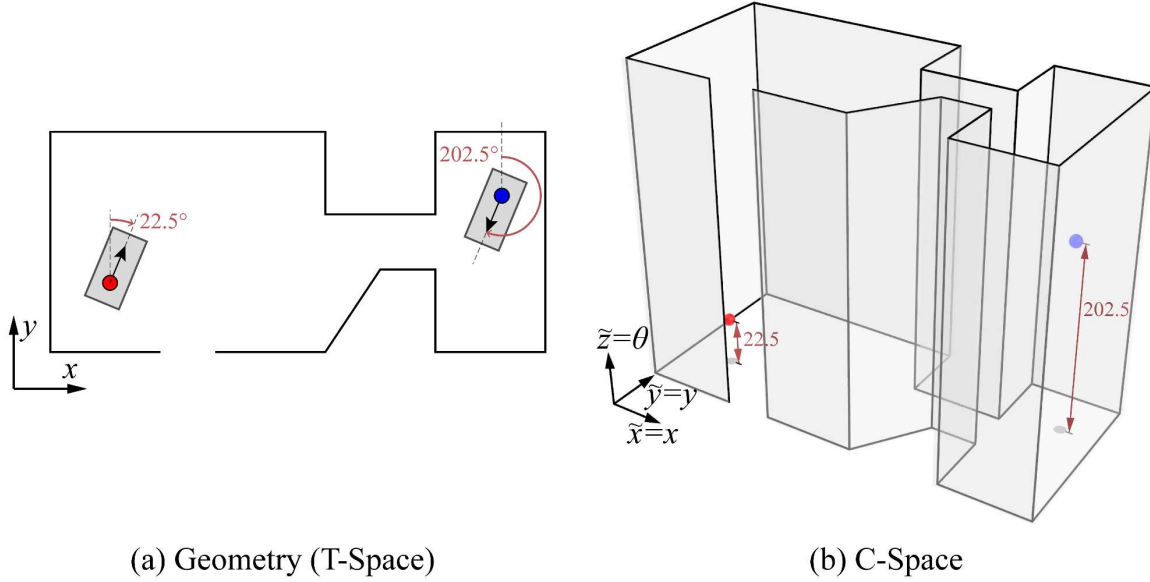 202.5°
22.5°
y
x
(a) Geometry (T-Space)
202.5
22.5
z̃=θ
ỹ=y
x̃=x
(b) C-Space